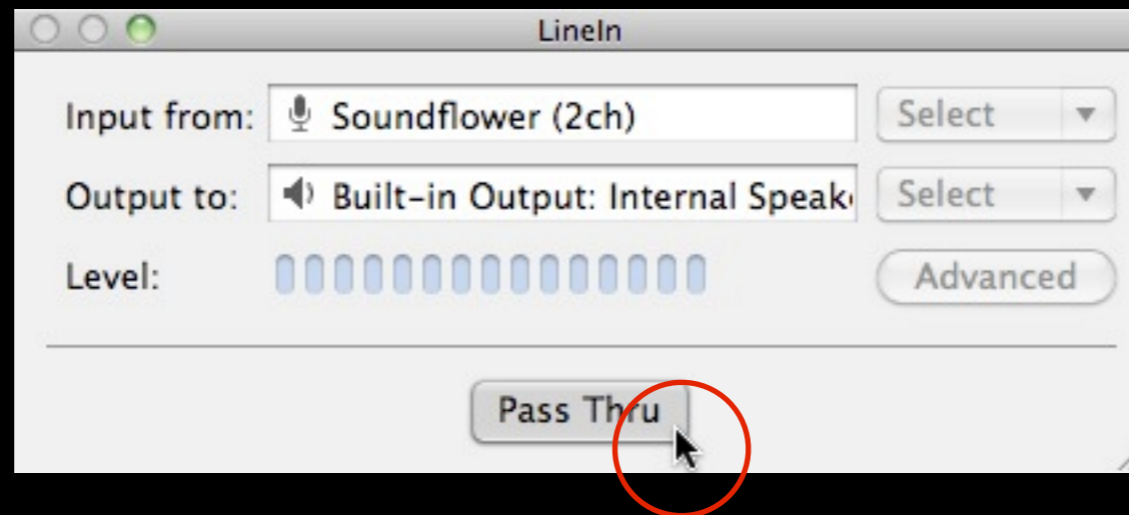 LineIn
Input from: Soundflower (2ch) Select
Output to: Built-in Output: Internal Speak Select
Level: Advanced
Pass Thru